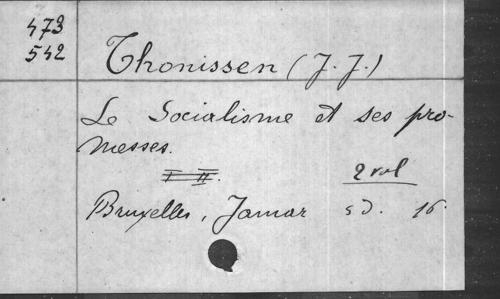 473
542
Thonissen (J. J.)
Le Socialisme et ses pro-
messes.
I II.
2 vol
Bruxelles, Jamar s d. 16.